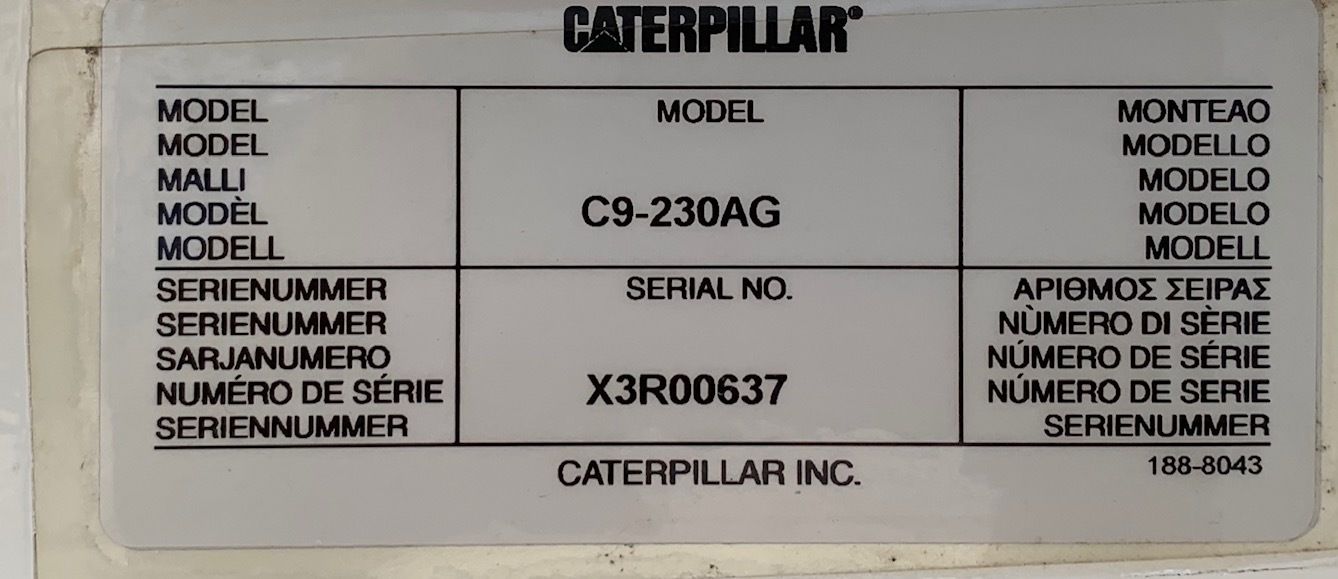 CATERPILLAR®
MODEL
MODEL
MALLI
MODÈL
MODELL
MODEL
C9-230AG
ΜΟΝΤΕΑΟ
MODELLO
MODELO
MODELO
MODELL
SERIENUMMER
SERIENUMMER
SARJANUMERO
NUMÉRO DE SÉRIE
SERIENNUMMER
SERIAL NO.
X3R00637
ΑΡΙΘΜΟΣ ΣΕΙΡΑΣ
NÙMERO DI SÈRIE
NÚMERO DE SÉRIE
NÚMERO DE SERIE
SERIENUMMER
CATERPILLAR INC.
188-8043